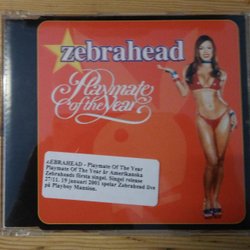 zebrahead
Playmate
of the year
ZEBRAHEAD - Playmate Of The Year
Playmate Of The Year är Amerikanska
Zebraheads första singel. Singel release
27/11. 19 januari 2001 spelar Zebrahead live
på Playboy Mansion.